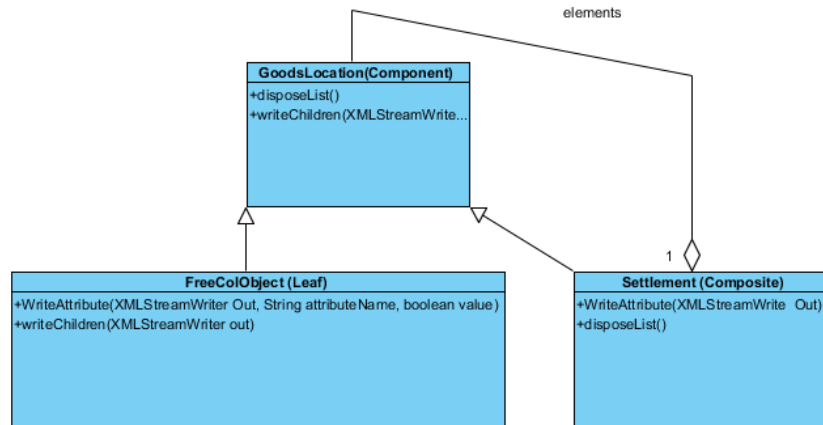 elements
GoodsLocation(Component)
+disposeList()
+writeChildren(XMLStreamWrite...
1
FreeColObject (Leaf)
+WriteAttribute(XMLStreamWriter Out, String attributeName, boolean value)
+writeChildren(XMLStreamWriter out)
Settlement (Composite)
+WriteAttribute(XMLStreamWrite Out)
+disposeList()